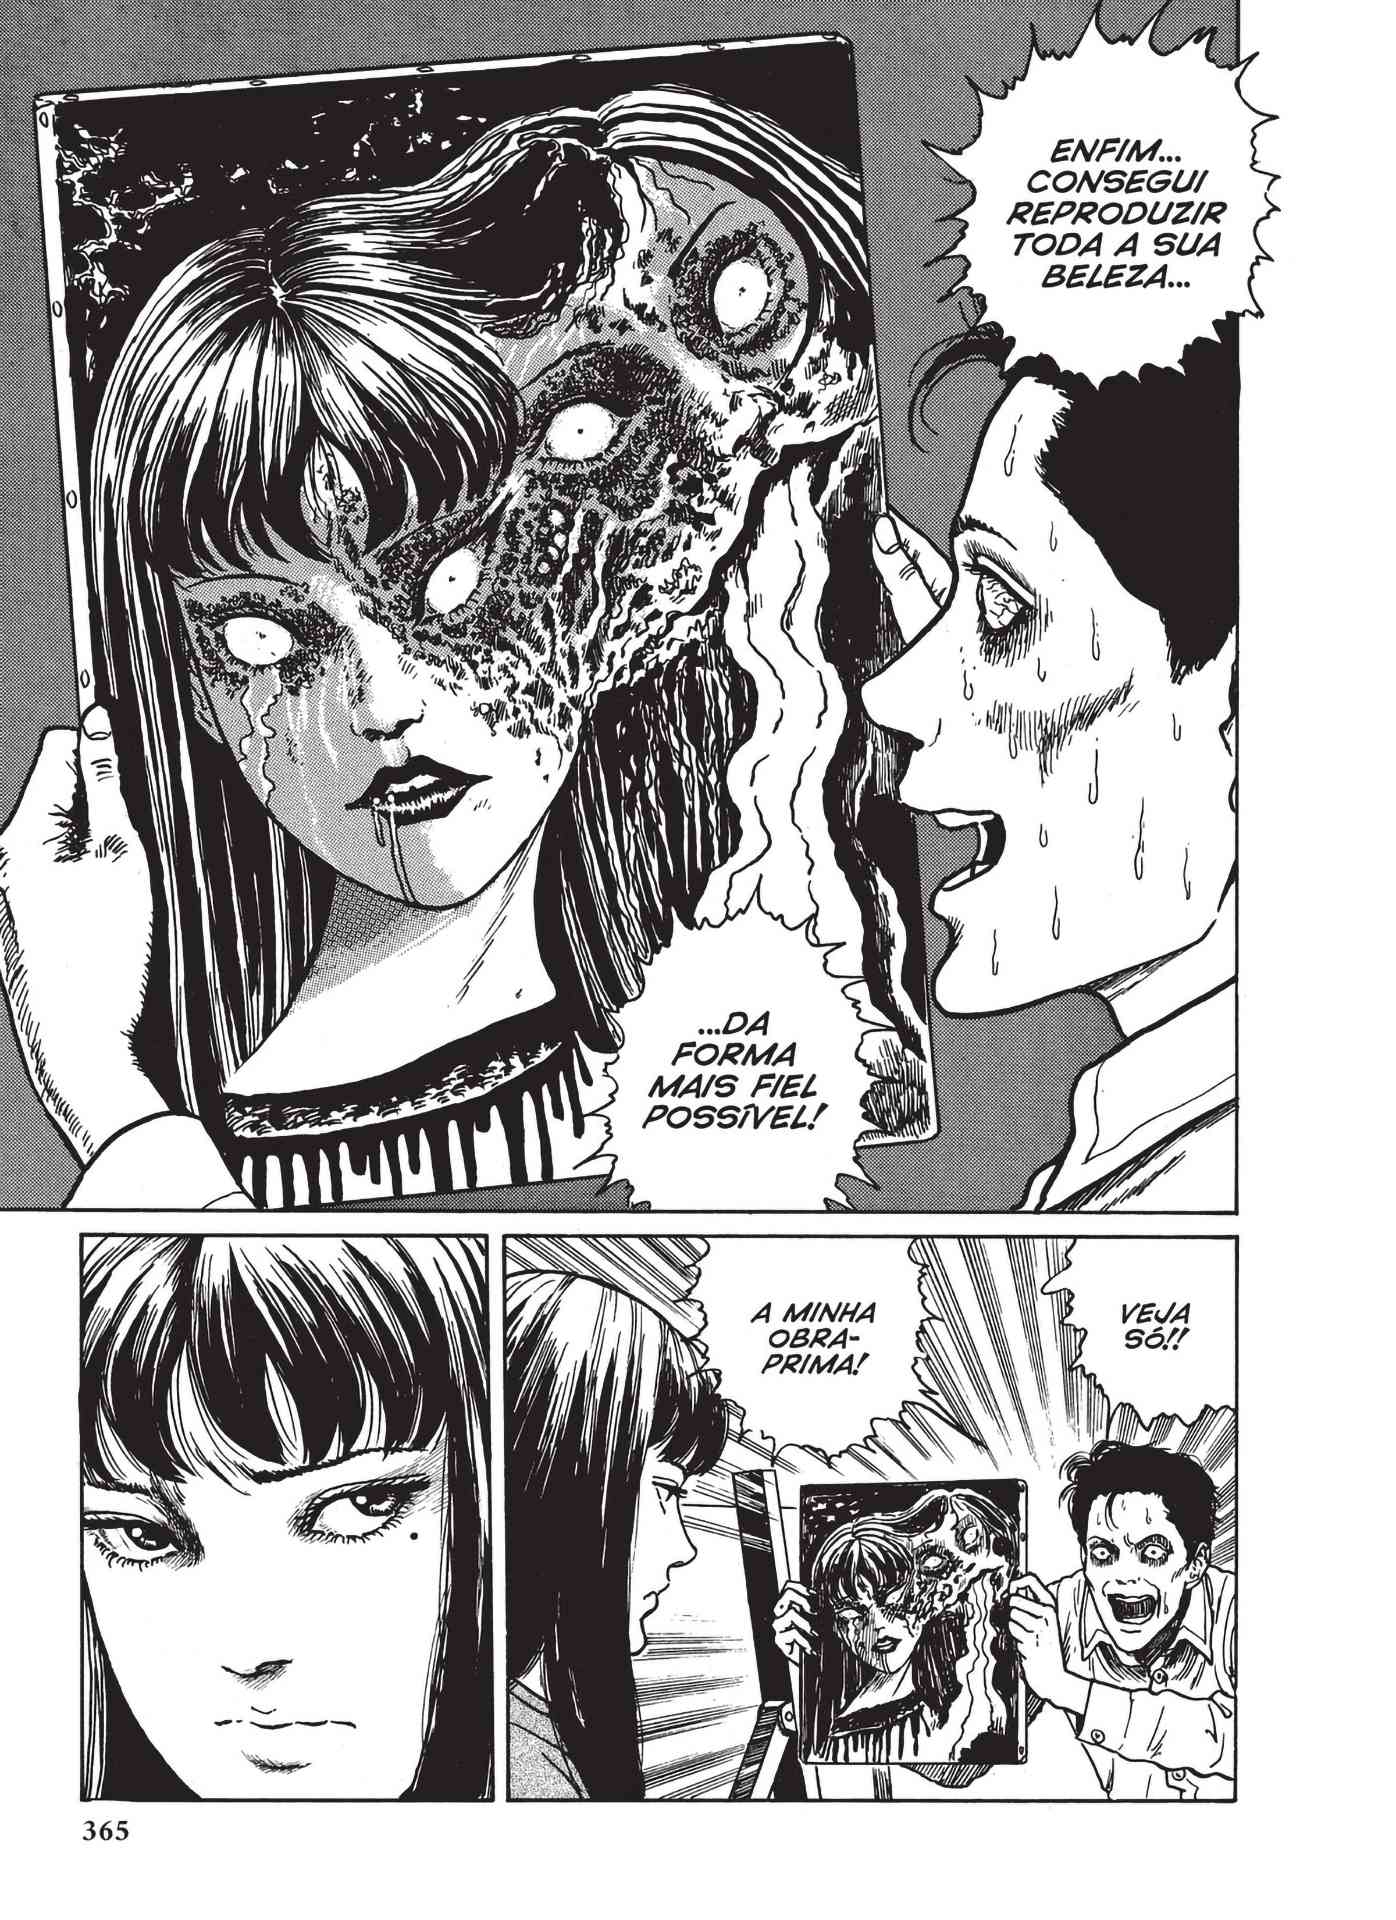 ENFIM...
CONSEGUI
REPRODUZIR
TODA A SUA
BELEZA...
...DA
FORMA
MAIS FIEL
POSSÍVEL!
VEJA
SÓ!!
A MINHA
OBRA-
PRIMA!
365